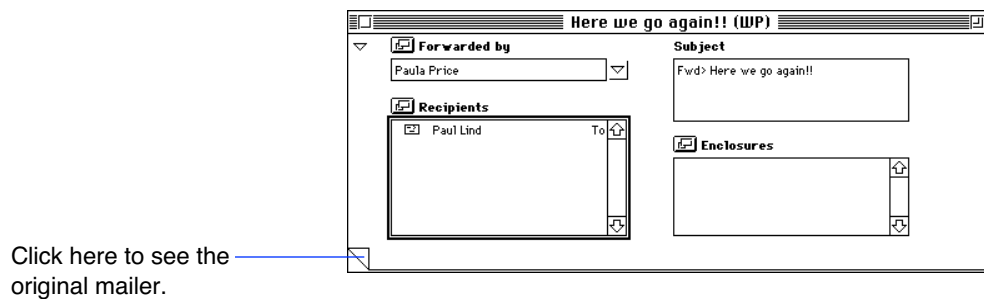 Here we go again!! (WP)
Forwarded by
Subject
Paula Price
Fwd> Here we go again!!
Recipients
Paul Lind To
Enclosures
Click here to see the
original mailer.